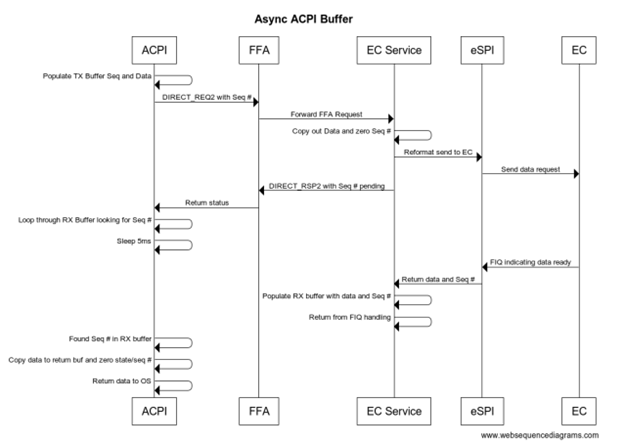 Async ACPI Buffer
ACPI FFA EC Service eSPI EC
Populate TX Buffer Seq and Data
DIRECT_REQ2 with Seq #
Forward FFA Request
Copy out Data and zero Seq #
Reformat send to EC
Send data request
DIRECT_RSP2 with Seq # pending
Return status
Loop through RX Buffer looking for Seq #
Sleep 5ms
FIQ indicating data ready
Return data and Seq #
Populate RX buffer with data and Seq #
Return from FIQ handling
Found Seq # in RX buffer
Copy data to return buf and zero state/seq #
Return data to OS
ACPI FFA EC Service eSPI EC
www.websequencediagrams.com